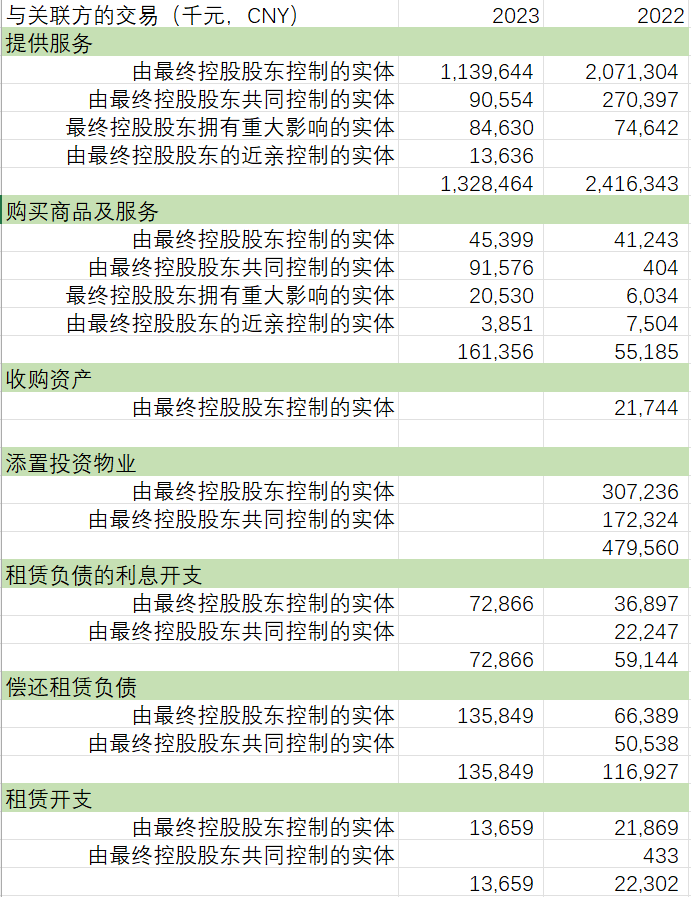 与关联方的交易（千元，CNY） 2023 2022
提供服务
由最终控股股东控制的实体 1,139,644 2,071,304
由最终控股股东共同控制的实体 90,554 270,397
最终控股股东拥有重大影响的实体 84,630 74,642
由最终控股股东的近亲控制的实体 13,636
1,328,464 2,416,343
购买商品及服务
由最终控股股东控制的实体 45,399 41,243
由最终控股股东共同控制的实体 91,576 404
最终控股股东拥有重大影响的实体 20,530 6,034
由最终控股股东的近亲控制的实体 3,851 7,504
161,356 55,185
收购资产
由最终控股股东控制的实体 21,744
添置投资物业
由最终控股股东控制的实体 307,236
由最终控股股东共同控制的实体 172,324
479,560
租赁负债的利息开支
由最终控股股东控制的实体 72,866 36,897
由最终控股股东共同控制的实体 22,247
72,866 59,144
偿还租赁负债
由最终控股股东控制的实体 135,849 66,389
由最终控股股东共同控制的实体 50,538
135,849 116,927
租赁开支
由最终控股股东控制的实体 13,659 21,869
由最终控股股东共同控制的实体 433
13,659 22,302